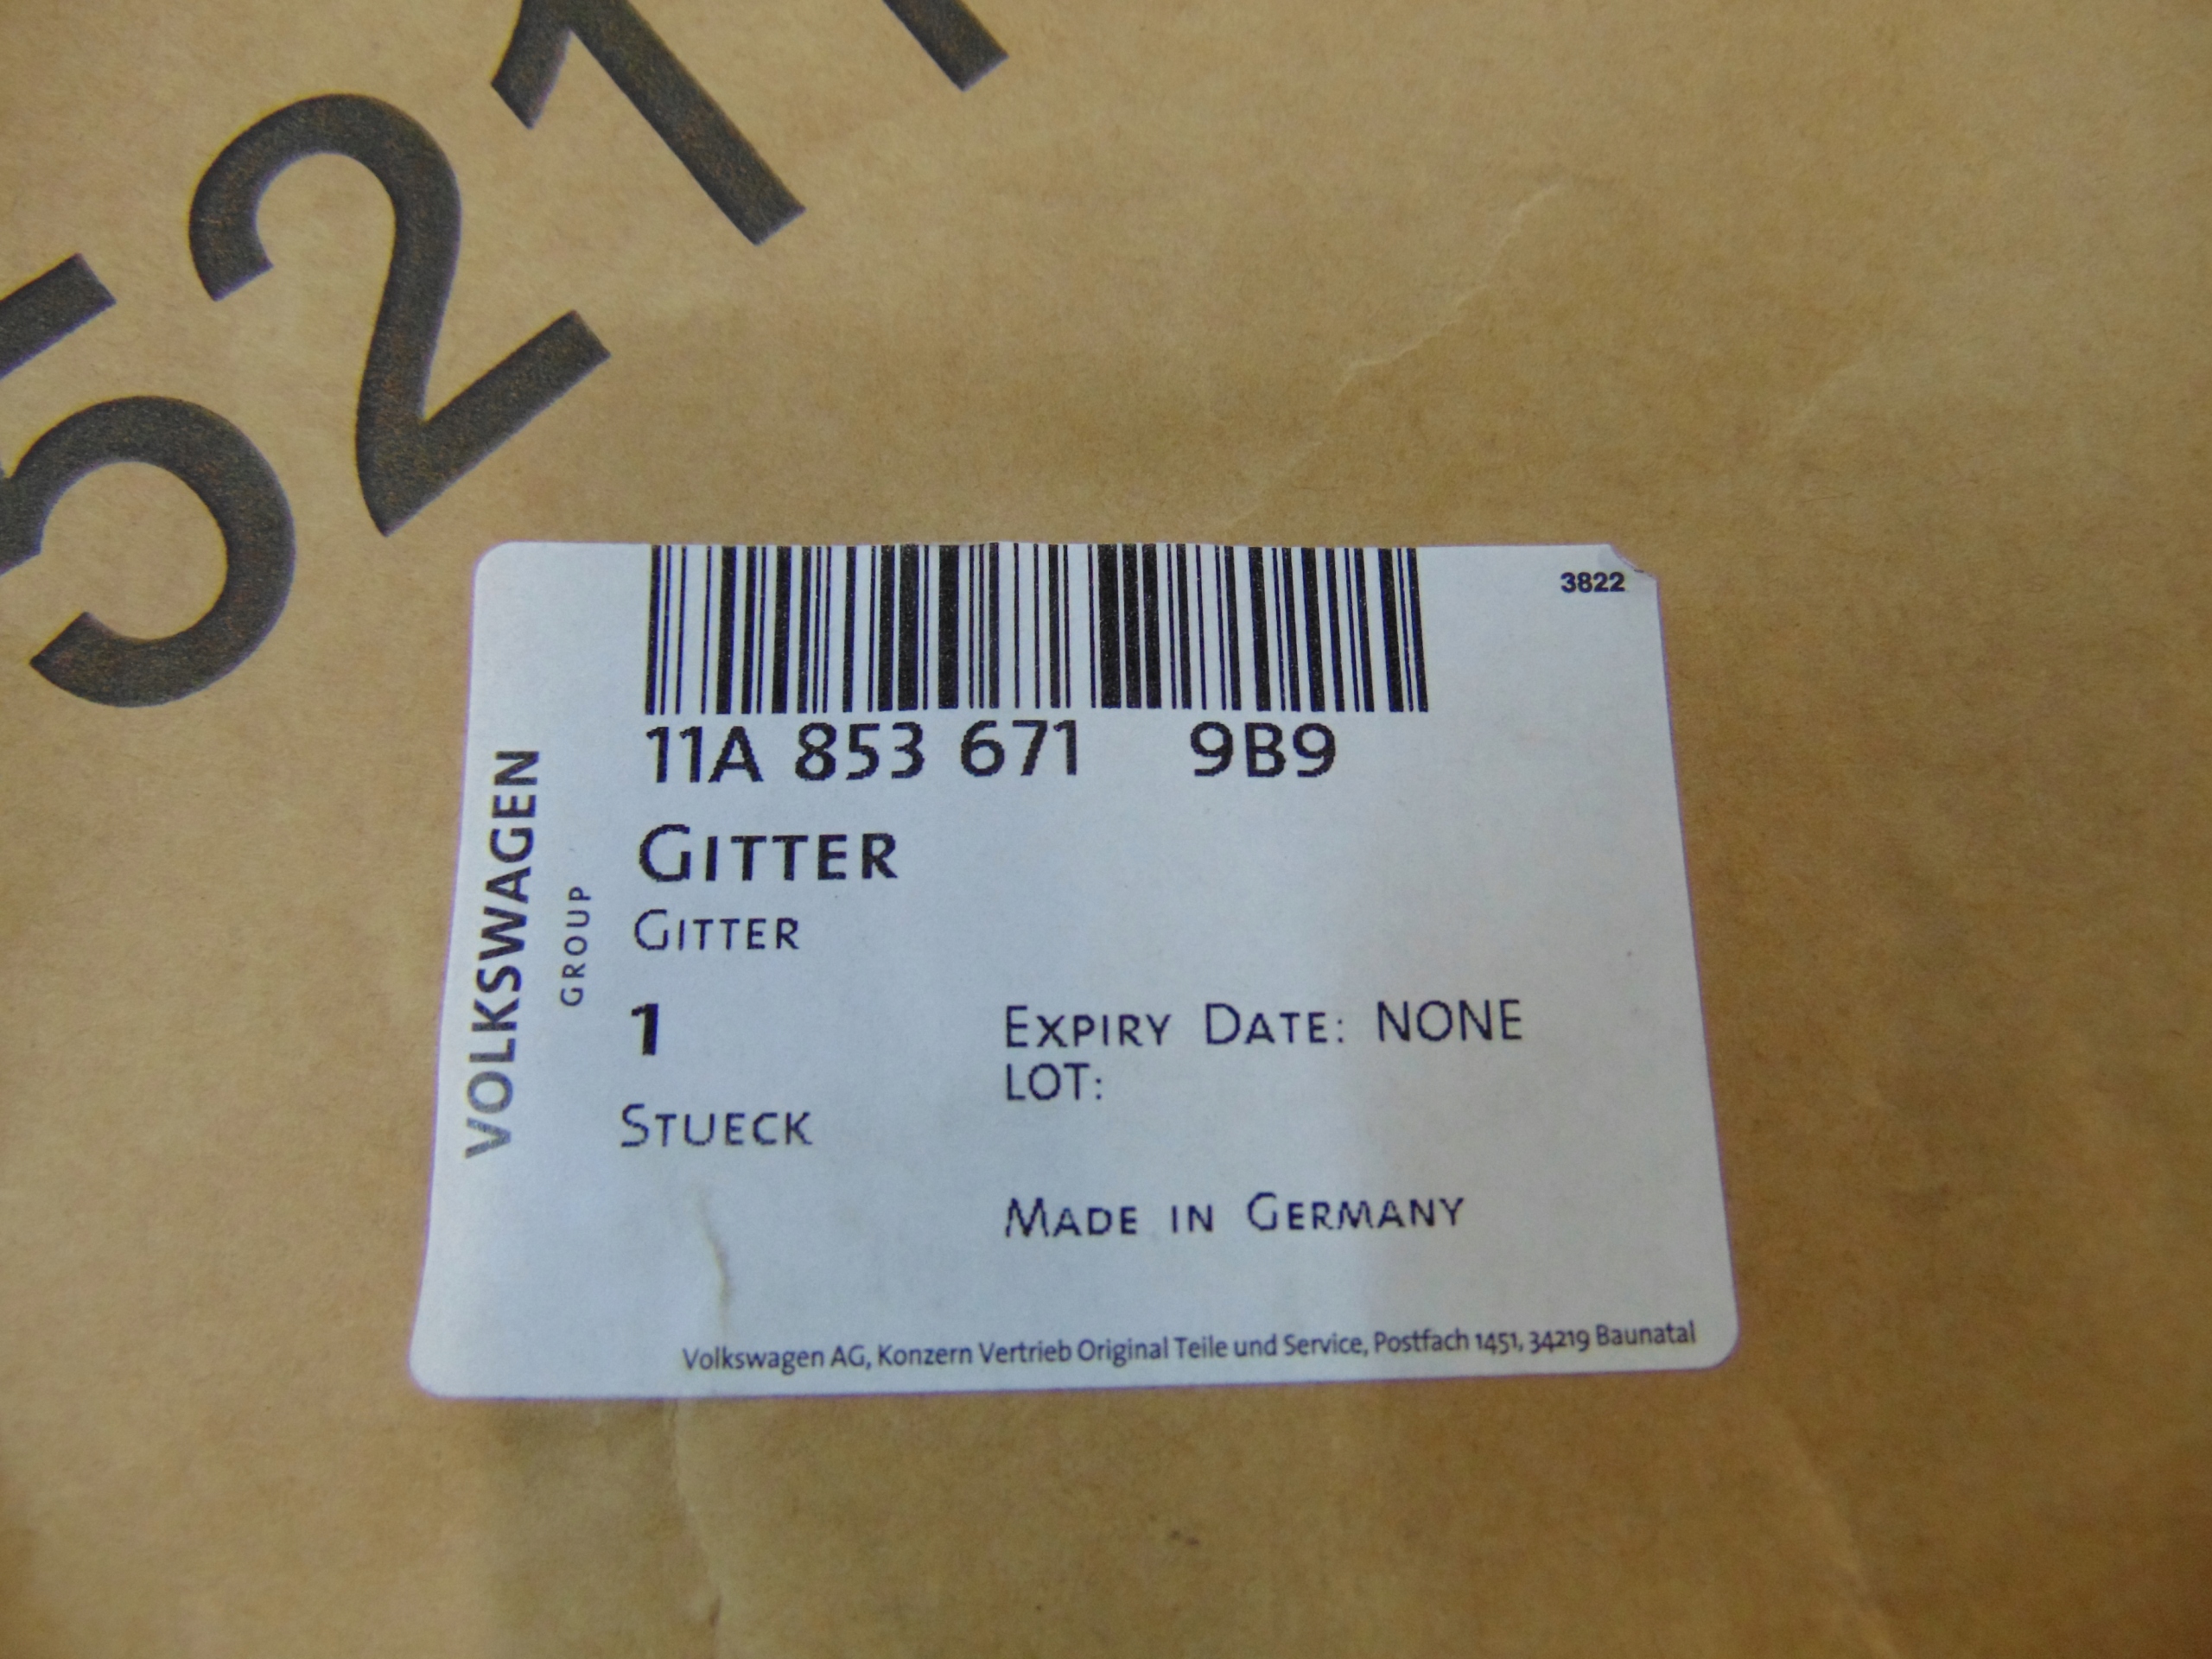 521
3822
11A 853 671 9B9
VOLKSWAGEN
GROUP
GITTER
GITTER
1
STUECK
EXPIRY DATE: NONE
LOT:
MADE IN GERMANY
Volkswagen AG, Konzern Vertrieb Original Teile und Service, Postfach 1451, 34219 Baunatal